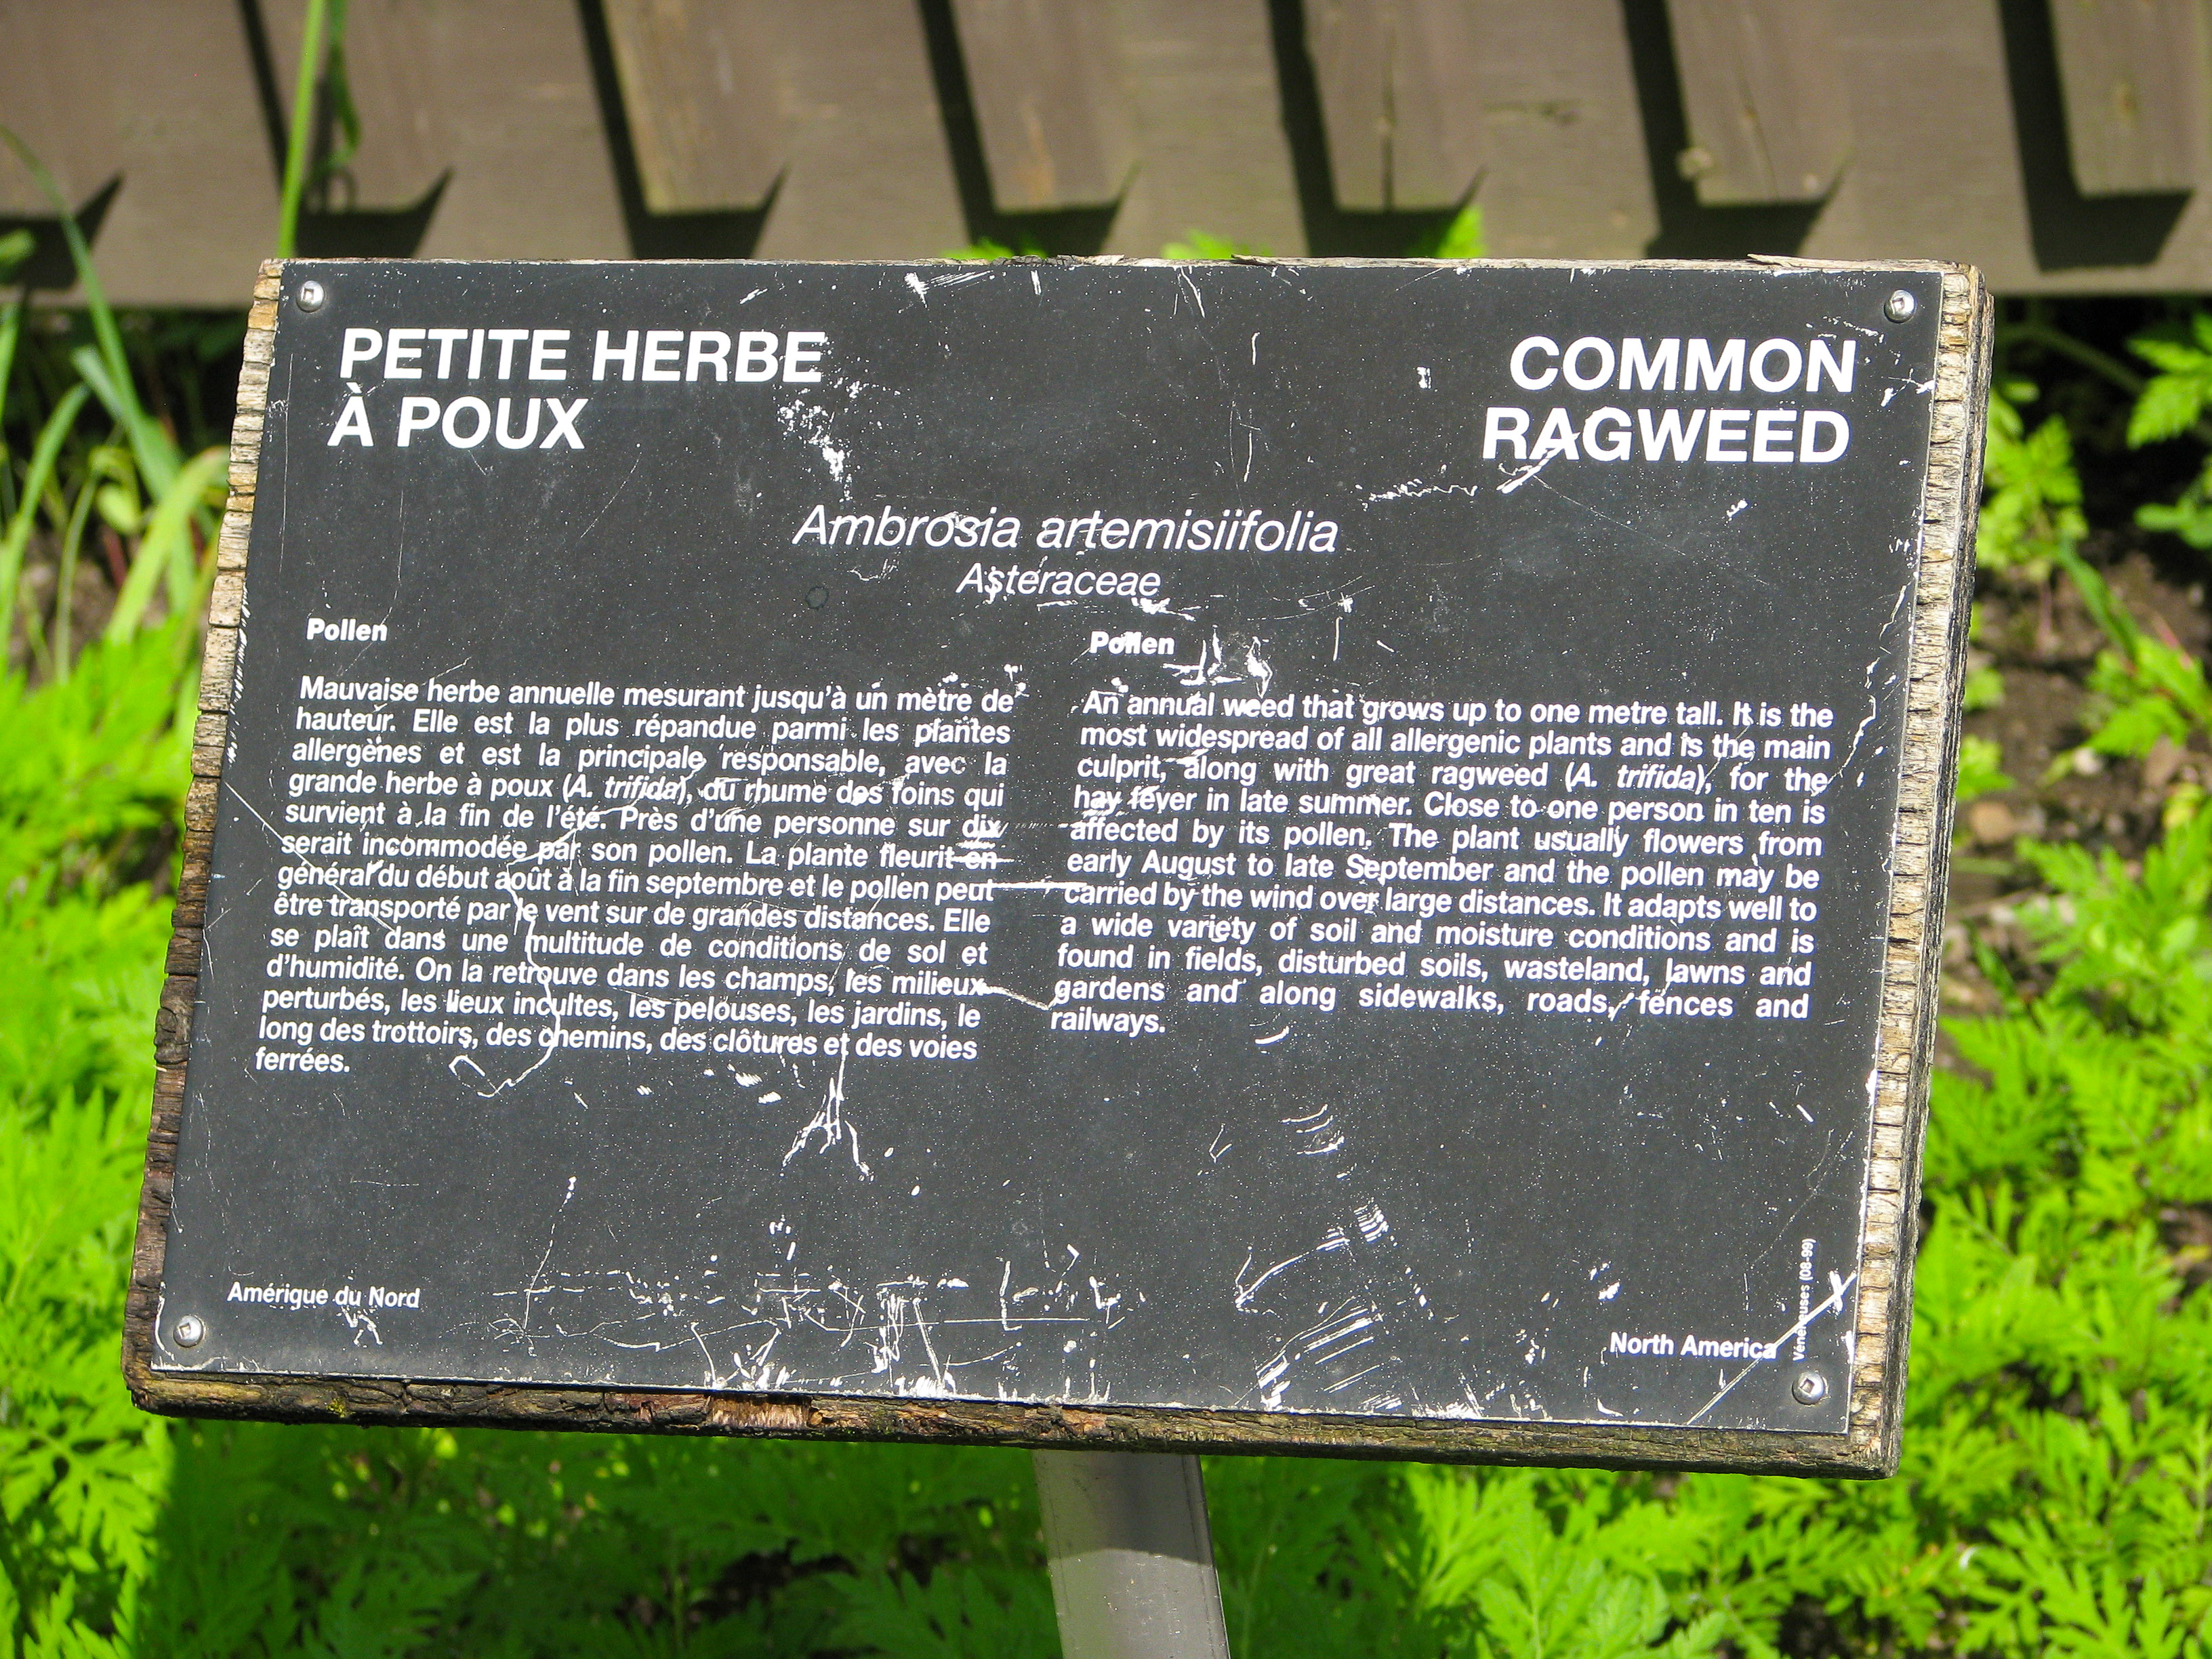 PETITE HERBE
À POUX
COMMON
RAGWEED
Ambrosia artemisiifolia
Asteraceae
Pollen
Mauvaise herbe annuelle mesurant jusqu'à un mètre de
hauteur. Elle est la plus répandue parmi les plantes
allergènes et est la principale responsable, avec la
grande herbe à poux (A. trifida), du rhume des foins qui
survient à la fin de l'été. Près d'une personne sur dix
serait incommodée par son pollen. La plante fleurit en
général du début août à la fin septembre et le pollen peut
être transporté par le vent sur de grandes distances. Elle
se plaît dans une multitude de conditions de sol et
d'humidité. On la retrouve dans les champs, les milieux
perturbés, les lieux incultes, les pelouses, les jardins, le
long des trottoirs, des chemins, des clôtures et des voies
ferrées.
Pollen
An annual weed that grows up to one metre tall. It is the
most widespread of all allergenic plants and is the main
culprit, along with great ragweed (A. trifida), for the
hay fever in late summer. Close to one person in ten is
affected by its pollen. The plant usually flowers from
early August to late September and the pollen may be
carried by the wind over large distances. It adapts well to
a wide variety of soil and moisture conditions and is
found in fields, disturbed soils, wasteland, lawns and
gardens and along sidewalks, roads, fences and
railways.
Amérique du Nord
North America
Vénéneuses (08-99)